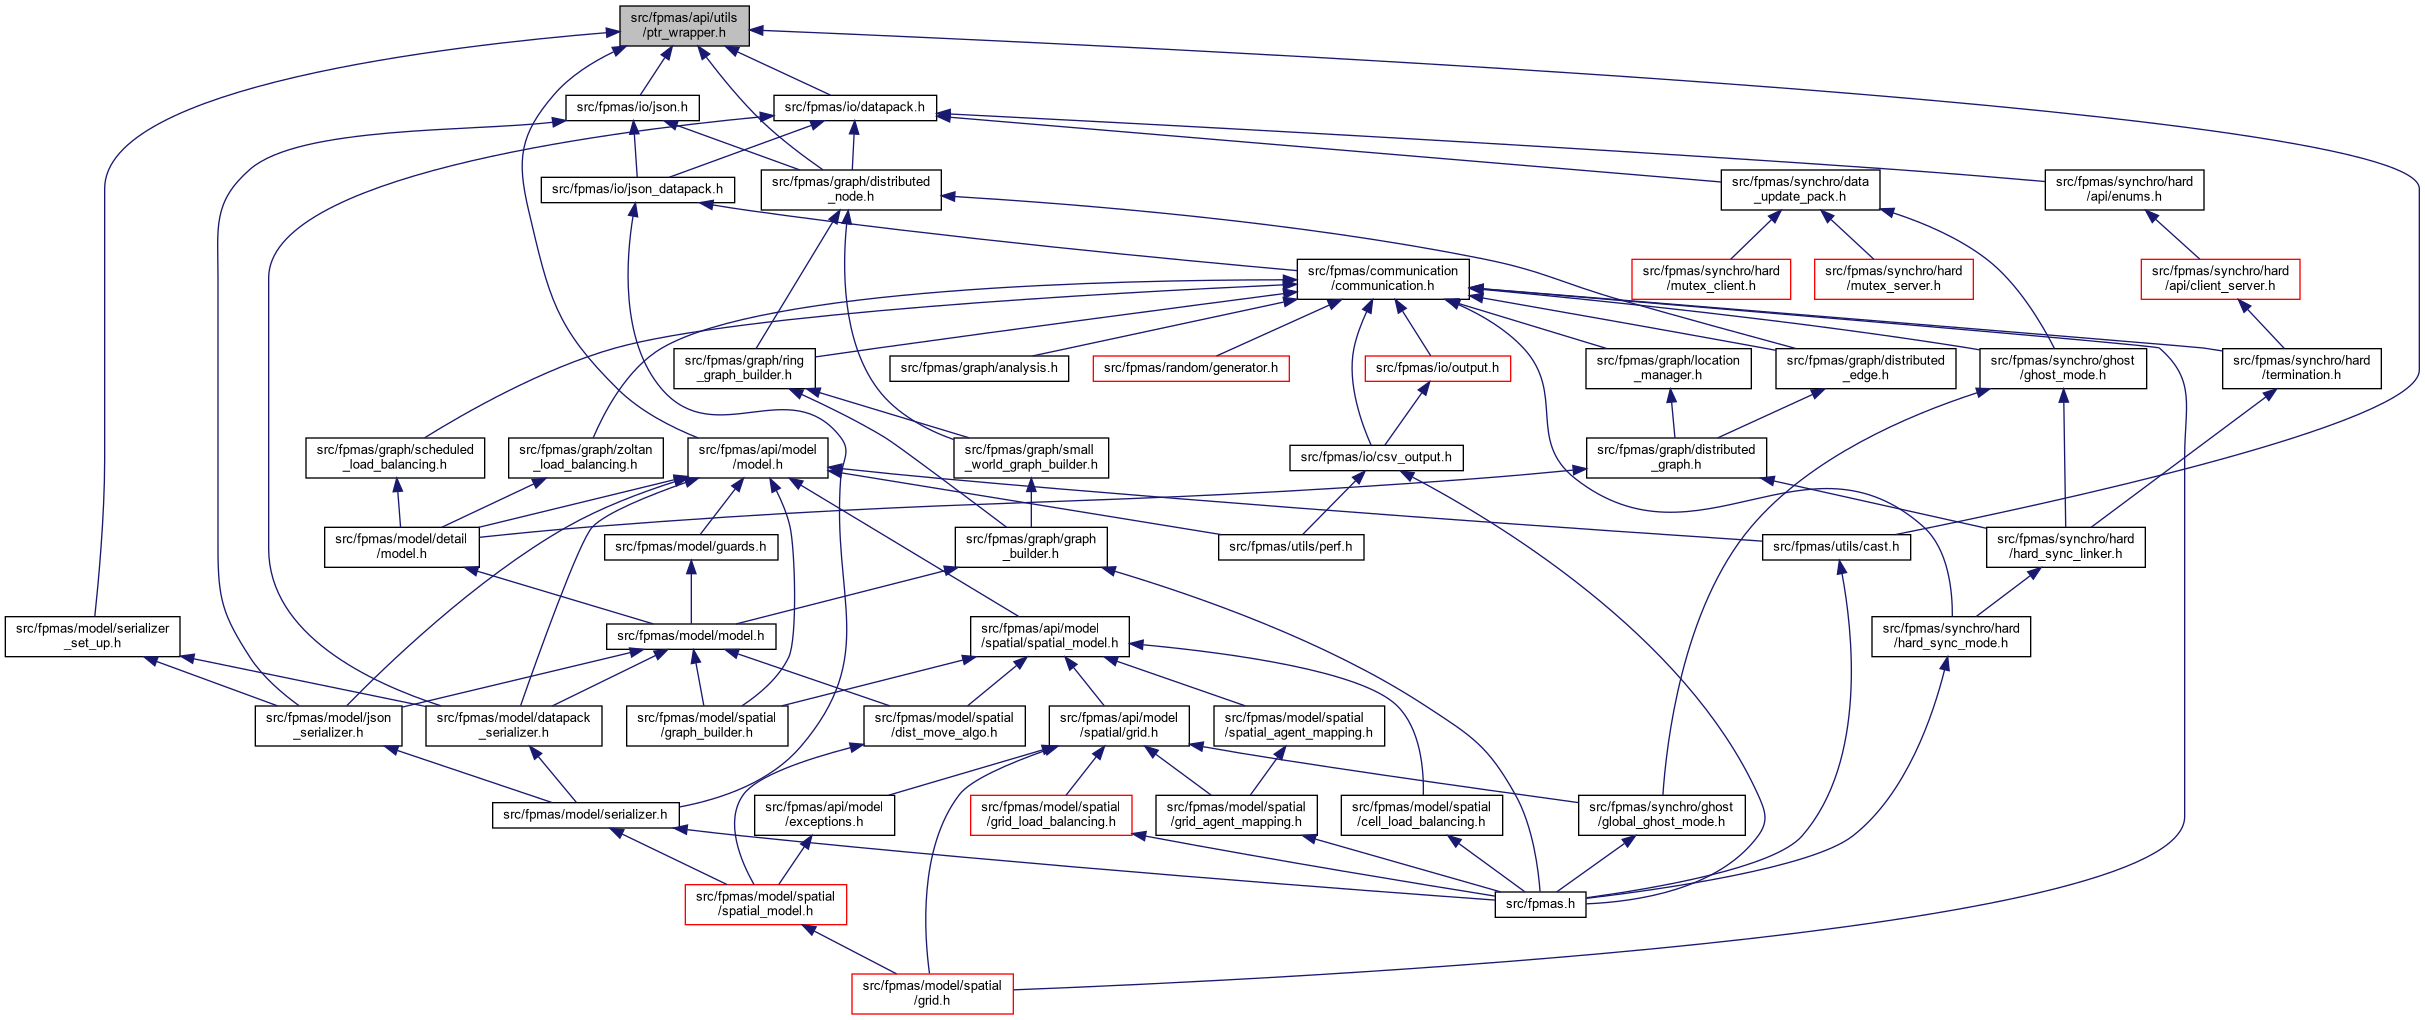 src/fpmas/api/utils
/ptr_wrapper.h
src/fpmas/io/json.h
src/fpmas/io/datapack.h
src/fpmas/io/json_datapack.h
src/fpmas/graph/distributed
_node.h
src/fpmas/synchro/data
_update_pack.h
src/fpmas/synchro/hard
/api/enums.h
src/fpmas/communication
/communication.h
src/fpmas/synchro/hard
/mutex_client.h
src/fpmas/synchro/hard
/mutex_server.h
src/fpmas/synchro/hard
/api/client_server.h
src/fpmas/graph/ring
_graph_builder.h
src/fpmas/graph/analysis.h
src/fpmas/random/generator.h
src/fpmas/io/output.h
src/fpmas/graph/location
_manager.h
src/fpmas/graph/distributed
_edge.h
src/fpmas/synchro/ghost
/ghost_mode.h
src/fpmas/synchro/hard
/termination.h
src/fpmas/graph/scheduled
_load_balancing.h
src/fpmas/graph/zoltan
_load_balancing.h
src/fpmas/api/model
/model.h
src/fpmas/graph/small
_world_graph_builder.h
src/fpmas/io/csv_output.h
src/fpmas/graph/distributed
_graph.h
src/fpmas/model/detail
/model.h
src/fpmas/model/guards.h
src/fpmas/graph/graph
_builder.h
src/fpmas/utils/perf.h
src/fpmas/utils/cast.h
src/fpmas/synchro/hard
/hard_sync_linker.h
src/fpmas/model/serializer
_set_up.h
src/fpmas/model/model.h
src/fpmas/api/model
/spatial/spatial_model.h
src/fpmas/synchro/hard
/hard_sync_mode.h
src/fpmas/model/json
_serializer.h
src/fpmas/model/datapack
_serializer.h
src/fpmas/model/spatial
/graph_builder.h
src/fpmas/model/spatial
/dist_move_algo.h
src/fpmas/api/model
/spatial/grid.h
src/fpmas/model/spatial
/spatial_agent_mapping.h
src/fpmas/model/serializer.h
src/fpmas/api/model
/exceptions.h
src/fpmas/model/spatial
/grid_load_balancing.h
src/fpmas/model/spatial
/grid_agent_mapping.h
src/fpmas/model/spatial
/cell_load_balancing.h
src/fpmas/synchro/ghost
/global_ghost_mode.h
src/fpmas/model/spatial
/spatial_model.h
src/fpmas.h
src/fpmas/model/spatial
/grid.h